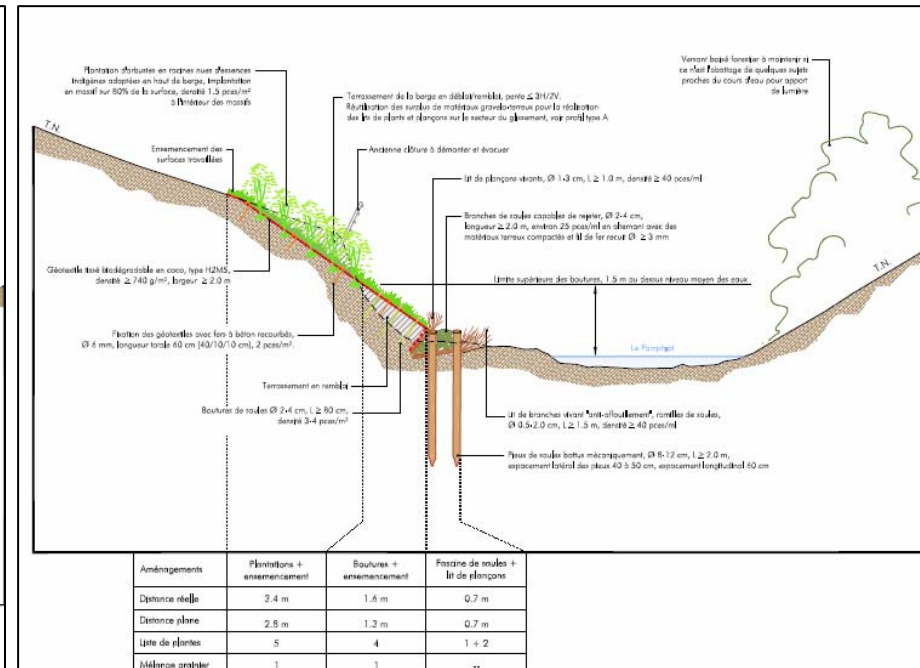 Plantation d'arbustes en racines nues d'essences
indigènes adaptées en haut de berge, implantation
en massif sur 80% de la surface, densité 1.5 pces/m²
à l'intérieur des massifs
Versant boisé forestier à maintenir si
ce n'est l'abattage de quelques sujets
proches du cours d'eau pour apport
de lumière
Terrassement de la berge en déblai/remblai, pente ≤ 3H/2V.
Réutilisation des surplus de matériaux gravelo-terreux pour la réalisation
des lits de plants et plançons sur le secteur du glissement, voir profil type A
T.N.
Ensemencement des
surfaces travaillées
Ancienne clôture à démonter et évacuer
Lit de plançons vivants, Ø 1-3 cm, L ≥ 1.0 m, densité ≥ 40 pces/ml
Branches de saules capables de rejeter, Ø 2-4 cm,
longueur ≥ 2.0 m, environ 25 pces/ml en alternant avec des
matériaux terreux compactés et fil de fer recuit Ø ≥ 3 mm
T.N.
Géotextile tissé biodégradable en coco, type H2M5,
densité ≥ 740 g/m², largeur ≥ 2.0 m
Limite supérieure des boutures, 1.5 m au dessus niveau moyen des eaux
Fixation des géotextiles avec fers à béton recourbés,
Ø 6 mm, longueur totale 60 cm (40/10/10 cm), 2 pces/m².
Le Pamphiot
Terrassement en remblai
Boutures de saules Ø 2-4 cm, L ≥ 80 cm,
densité 3-4 pces/m²
Lit de branches vivant "anti-affouillement", ramilles de saules,
Ø 0.5-2.0 cm, L ≥ 1.5 m, densité ≥ 40 pces/ml
Pieux de saules battus mécaniquement, Ø 8-12 cm, L ≥ 2.0 m,
espacement latéral des pieux 40 à 50 cm, espacement longitudinal 60 cm
Aménagements Plantations + ensemencement Boutures + ensemencement Fascine de saules + lit de plançons
Distance réelle 3.4 m 1.6 m 0.7 m
Distance plane 2.8 m 1.3 m 0.7 m
Liste de plantes 5 4 1 + 2
Mélange grainier 1 1 --